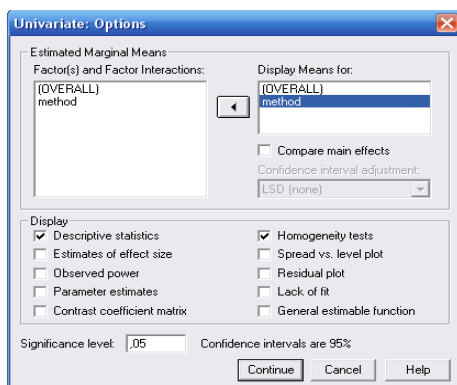 Univariate: Options
Estimated Marginal Means
Factor(s) and Factor Interactions:
(OVERALL)
method
Display Means for:
(OVERALL)
method
Compare main effects
Confidence interval adjustment:
LSD (none)
Display
Descriptive statistics
Homogeneity tests
Estimates of effect size
Spread vs. level plot
Observed power
Residual plot
Parameter estimates
Lack of fit
Contrast coefficient matrix
General estimable function
Significance level: ,05 Confidence intervals are 95%
Continue Cancel Help